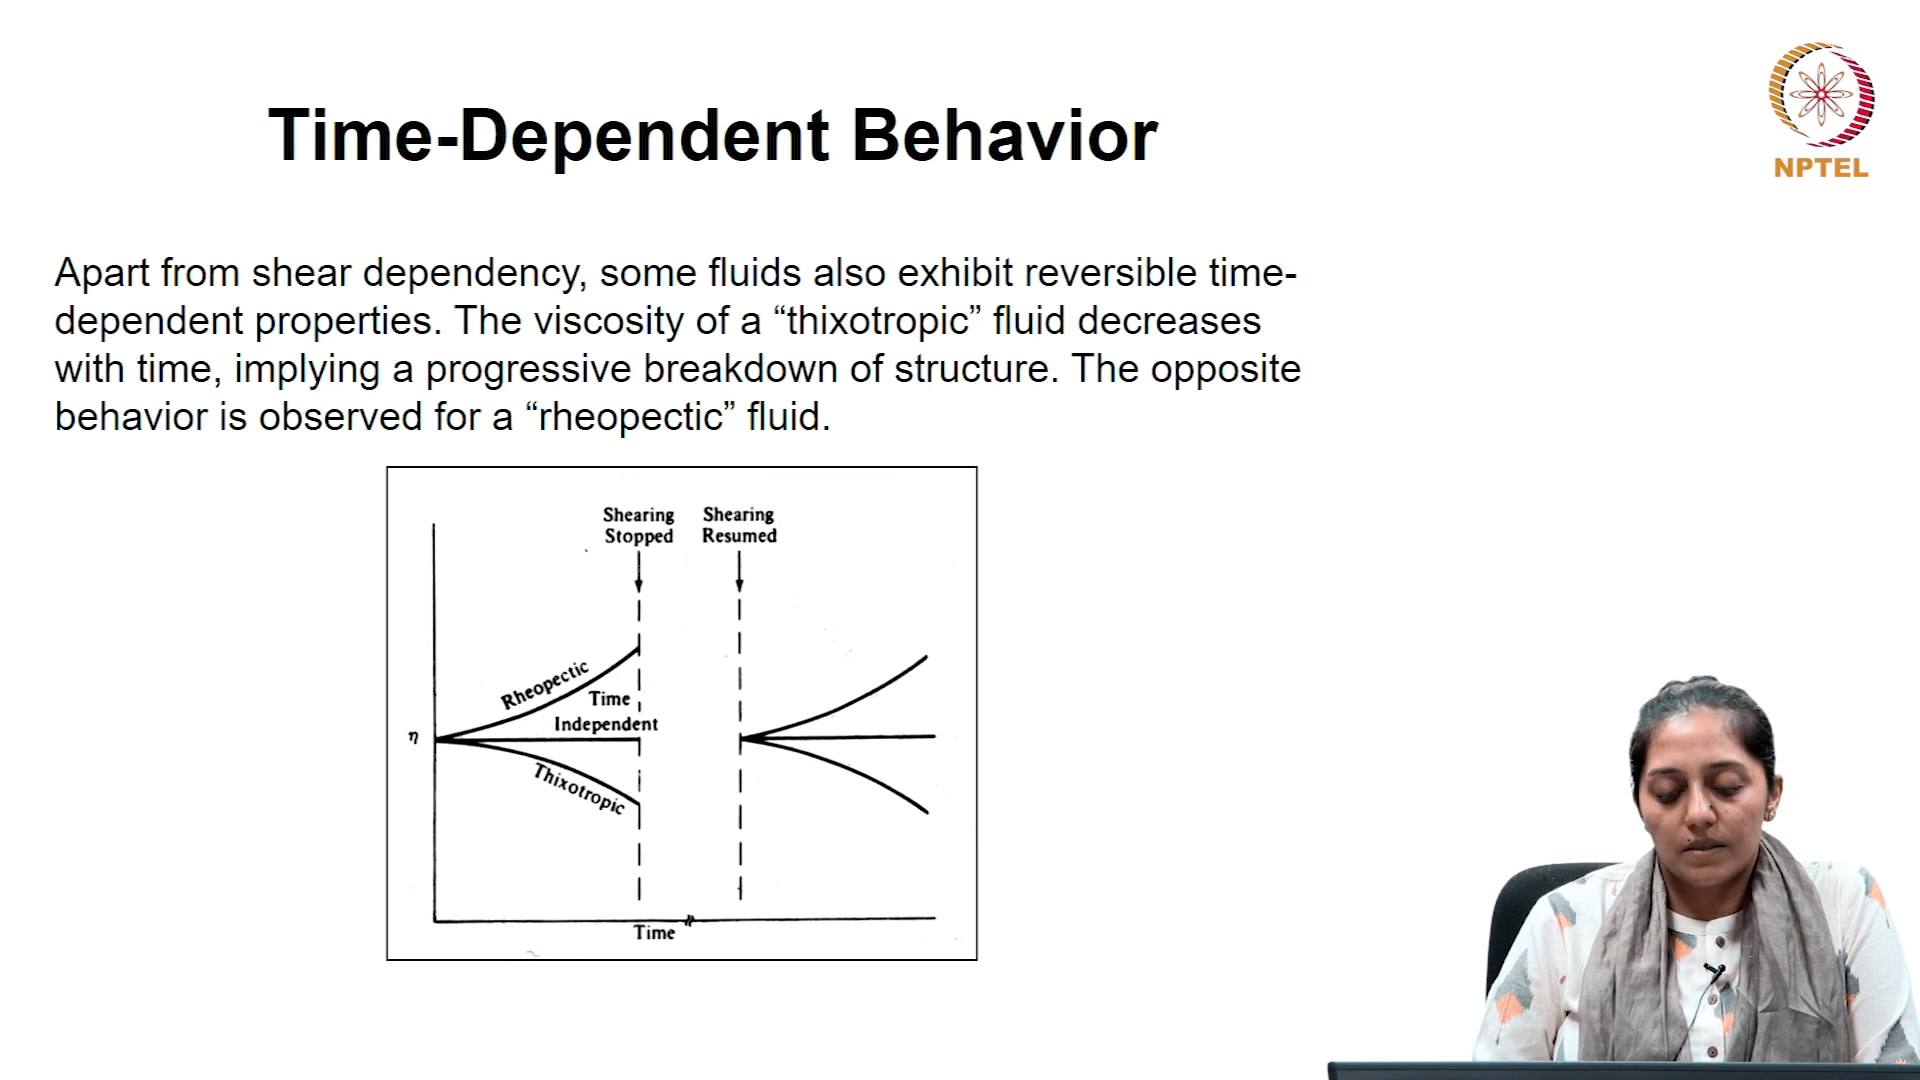 Time-Dependent Behavior
NPTEL
Apart from shear dependency, some fluids also exhibit reversible time-
dependent properties. The viscosity of a “thixotropic” fluid decreases
with time, implying a progressive breakdown of structure. The opposite
behavior is observed for a “rheopectic” fluid.
Shearing
Stopped
Shearing
Resumed
Rheopectic
Time
Independent
η
Thixotropic
Time